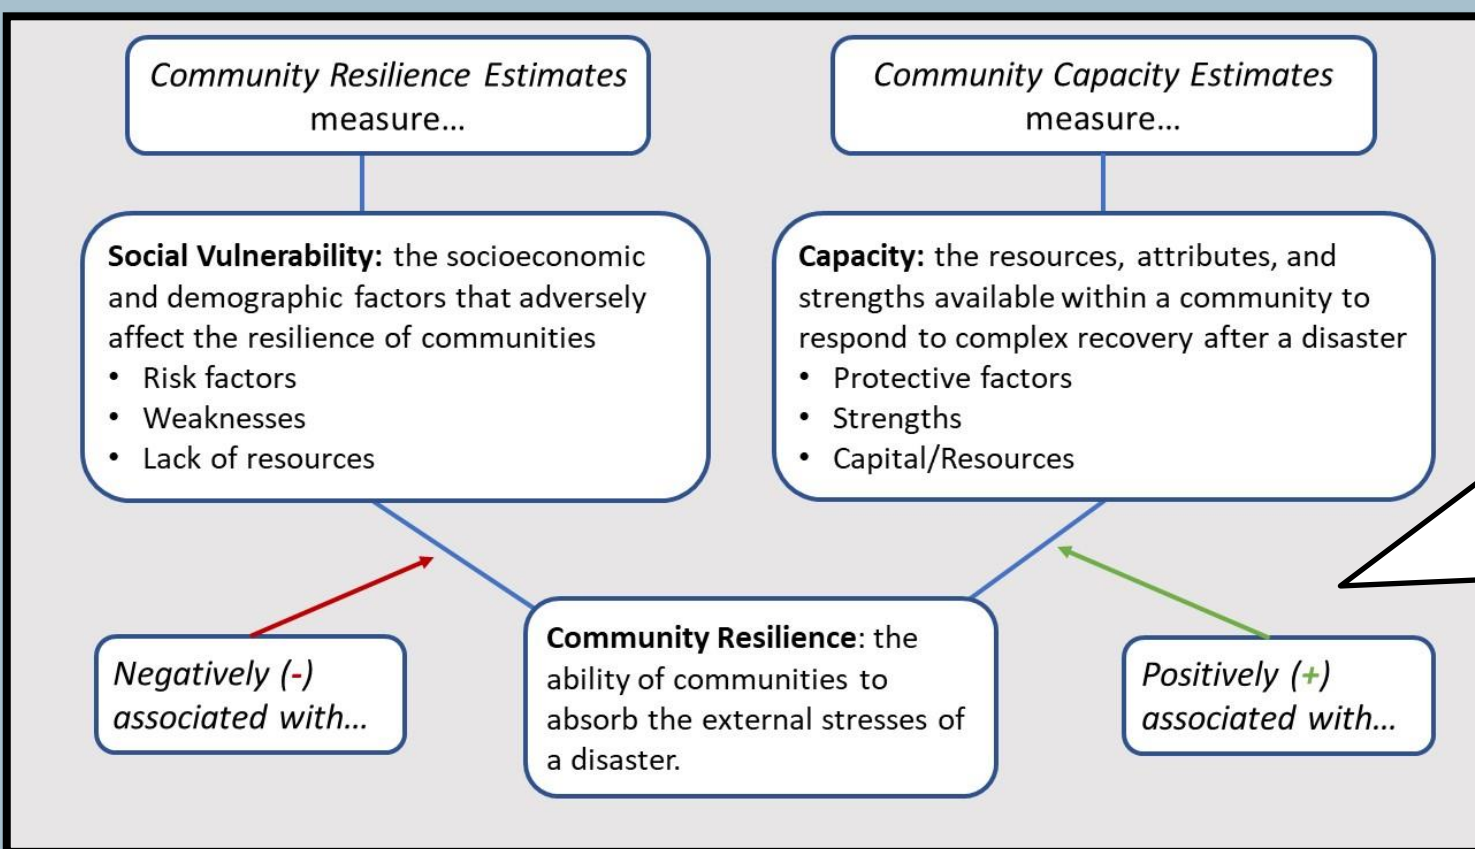 Community Resilience Estimates
measure...
Community Capacity Estimates
measure...
Social Vulnerability: the socioeconomic
and demographic factors that adversely
affect the resilience of communities
• Risk factors
• Weaknesses
• Lack of resources
Capacity: the resources, attributes, and
strengths available within a community to
respond to complex recovery after a disaster
• Protective factors
• Strengths
• Capital/Resources
Negatively (-)
associated with...
Community Resilience: the
ability of communities to
absorb the external stresses of
a disaster.
Positively (+)
associated with...